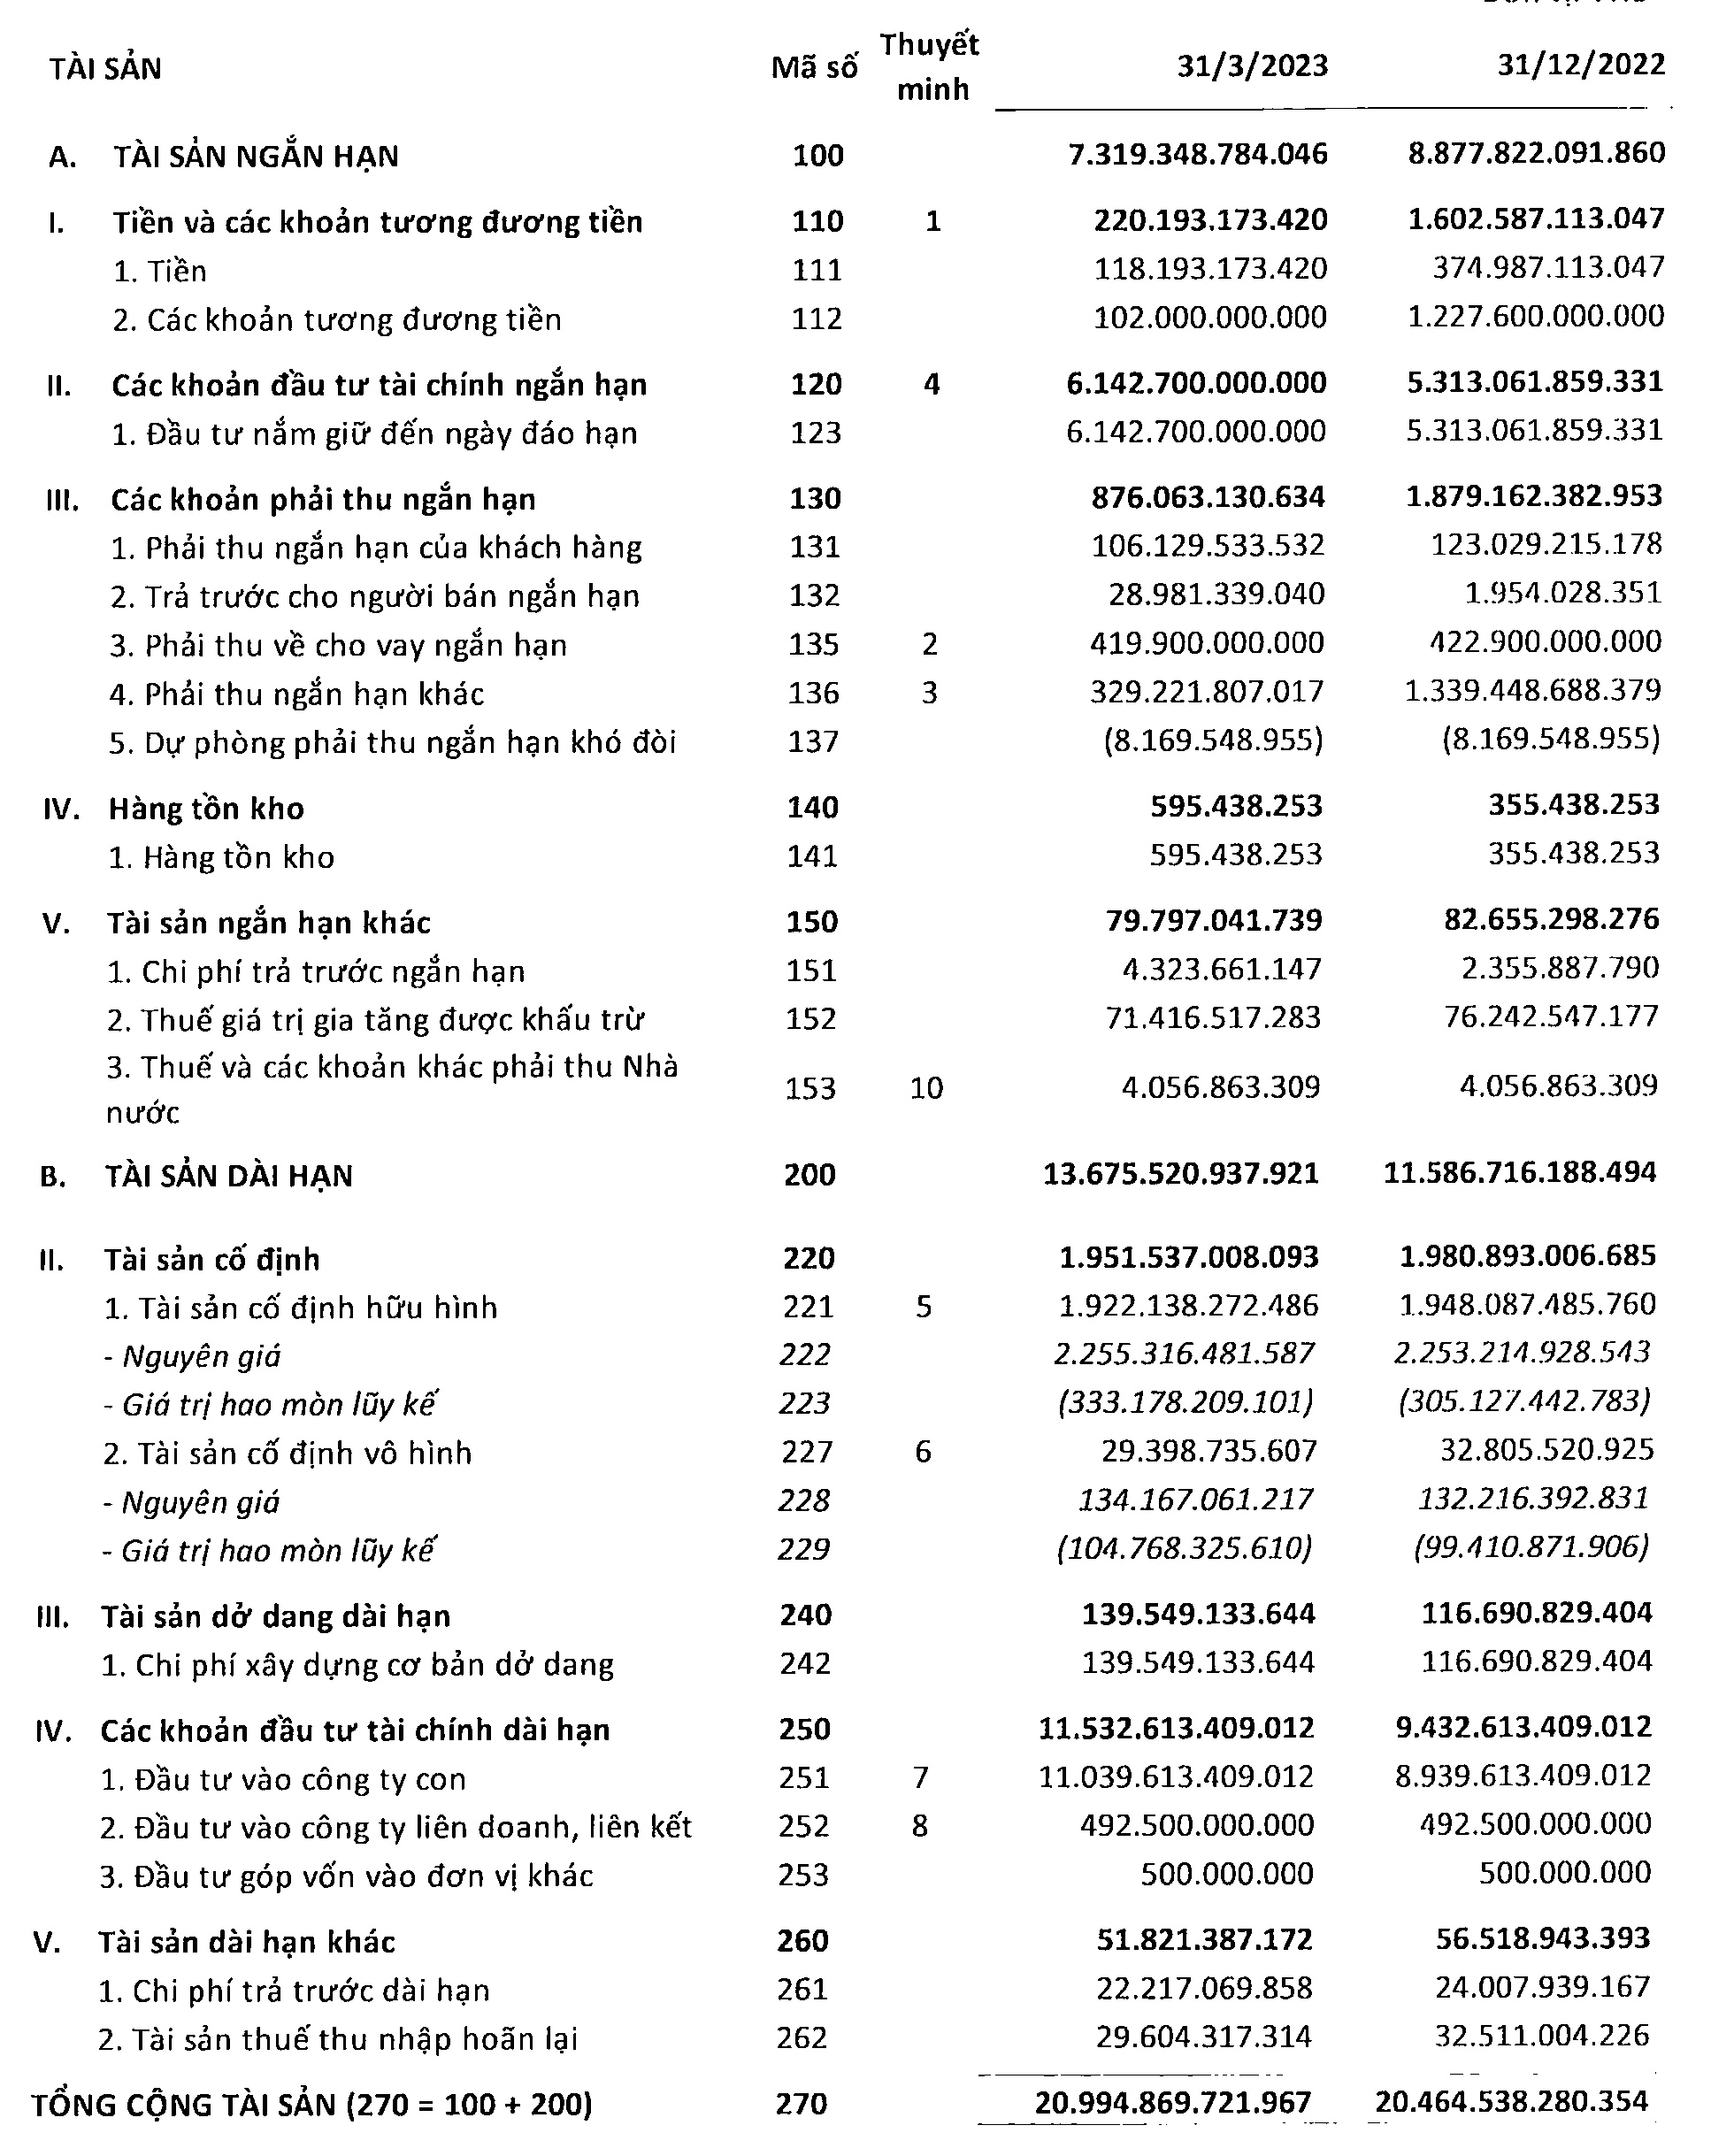 TÀI SẢN Mã số Thuyết minh 31/3/2023 31/12/2022
A. TÀI SẢN NGẮN HẠN 100 7.319.348.784.046 8.877.822.091.860
I. Tiền và các khoản tương đương tiền 110 1 220.193.173.420 1.602.587.113.047
1. Tiền 111 118.193.173.420 374.987.113.047
2. Các khoản tương đương tiền 112 102.000.000.000 1.227.600.000.000
II. Các khoản đầu tư tài chính ngắn hạn 120 4 6.142.700.000.000 5.313.061.859.331
1. Đầu tư nắm giữ đến ngày đáo hạn 123 6.142.700.000.000 5.313.061.859.331
III. Các khoản phải thu ngắn hạn 130 876.063.130.634 1.879.162.382.953
1. Phải thu ngắn hạn của khách hàng 131 106.129.533.532 123.029.215.178
2. Trả trước cho người bán ngắn hạn 132 28.981.339.040 1.954.028.351
3. Phải thu về cho vay ngắn hạn 135 2 419.900.000.000 422.900.000.000
4. Phải thu ngắn hạn khác 136 3 329.221.807.017 1.339.448.688.379
5. Dự phòng phải thu ngắn hạn khó đòi 137 (8.169.548.955) (8.169.548.955)
IV. Hàng tồn kho 140 595.438.253 355.438.253
1. Hàng tồn kho 141 595.438.253 355.438.253
V. Tài sản ngắn hạn khác 150 79.797.041.739 82.655.298.276
1. Chi phí trả trước ngắn hạn 151 4.323.661.147 2.355.887.790
2. Thuế giá trị gia tăng được khấu trừ 152 71.416.517.283 76.242.547.177
3. Thuế và các khoản khác phải thu Nhà nước 153 10 4.056.863.309 4.056.863.309
B. TÀI SẢN DÀI HẠN 200 13.675.520.937.921 11.586.716.188.494
II. Tài sản cố định 220 1.951.537.008.093 1.980.893.006.685
1. Tài sản cố định hữu hình 221 5 1.922.138.272.486 1.948.087.485.760
- Nguyên giá 222 2.255.316.481.587 2.253.214.928.543
- Giá trị hao mòn lũy kế 223 (333.178.209.101) (305.127.442.783)
2. Tài sản cố định vô hình 227 6 29.398.735.607 32.805.520.925
- Nguyên giá 228 134.167.061.217 132.216.392.831
- Giá trị hao mòn lũy kế 229 (104.768.325.610) (99.410.871.906)
III. Tài sản dở dang dài hạn 240 139.549.133.644 116.690.829.404
1. Chi phí xây dựng cơ bản dở dang 242 139.549.133.644 116.690.829.404
IV. Các khoản đầu tư tài chính dài hạn 250 11.532.613.409.012 9.432.613.409.012
1. Đầu tư vào công ty con 251 7 11.039.613.409.012 8.939.613.409.012
2. Đầu tư vào công ty liên doanh, liên kết 252 8 492.500.000.000 492.500.000.000
3. Đầu tư góp vốn vào đơn vị khác 253 500.000.000 500.000.000
V. Tài sản dài hạn khác 260 51.821.387.172 56.518.943.393
1. Chi phí trả trước dài hạn 261 22.217.069.858 24.007.939.167
2. Tài sản thuế thu nhập hoãn lại 262 29.604.317.314 32.511.004.226
TỔNG CỘNG TÀI SẢN (270 = 100 + 200) 270 20.994.869.721.967 20.464.538.280.354